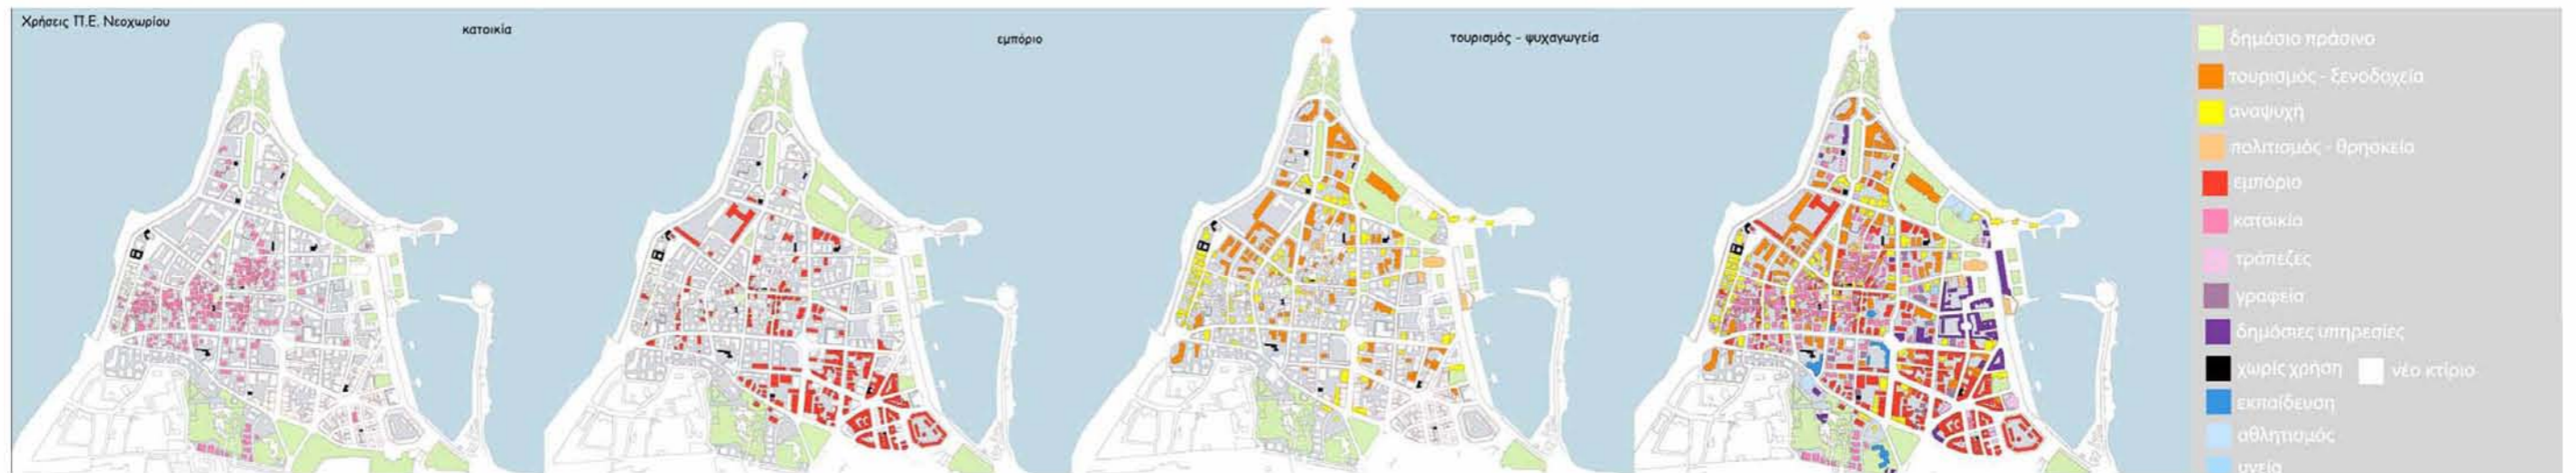 Χρήσεις Π.Ε. Νεοχωρίου
κατοικία
εμπόριο
τουρισμός - ψυχαγωγεία
δημόσιο πράσινο
τουρισμός - ξενοδοχεία
αναψυχή
πολιτισμός - θρησκεία
εμπόριο
κατοικία
τράπεζες
γραφεία
δημόσιες υπηρεσίες
χωρίς χρήση νέο κτίριο
εκπαίδευση
αθλητισμός
υγεία